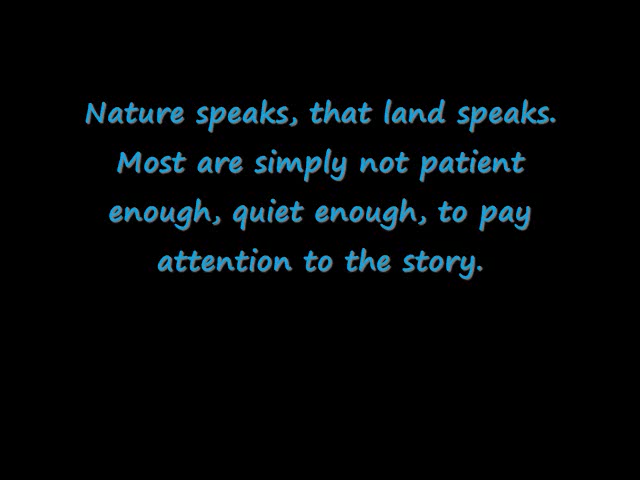 Nature speaks, that land speaks.
Most are simply not patient
enough, quiet enough, to pay
attention to the story.